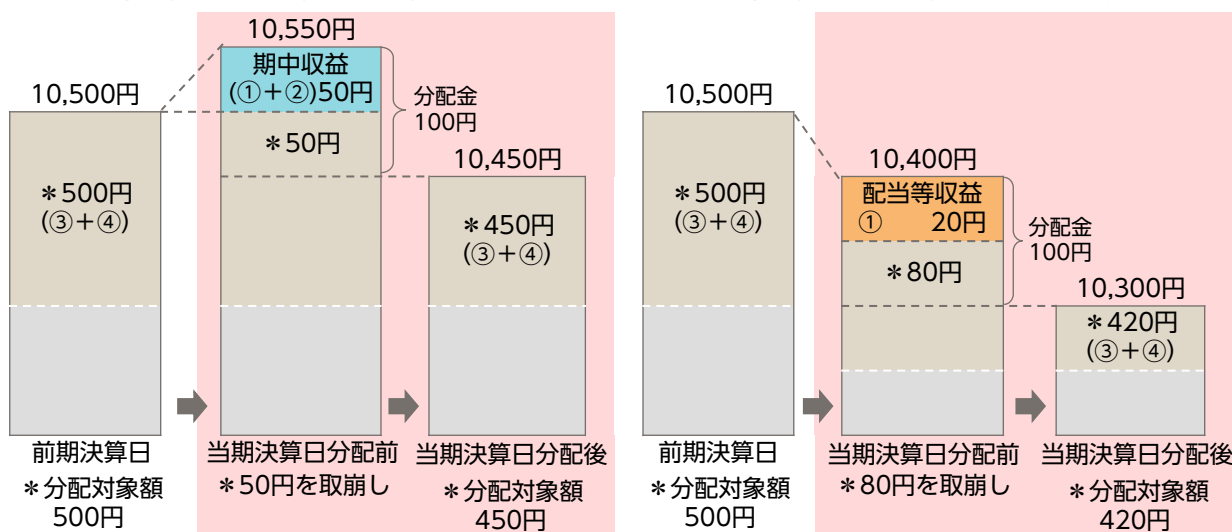 10,500円
＊500円
(③＋④)
前期決算日
＊分配対象額
500円
10,550円
期中収益
(①＋②)50円
＊50円
分配金
100円
当期決算日分配前
＊50円を取崩し
10,450円
＊450円
(③＋④)
当期決算日分配後
＊分配対象額
450円
10,500円
＊500円
(③＋④)
前期決算日
＊分配対象額
500円
10,400円
配当等収益
① 20円
＊80円
分配金
100円
当期決算日分配前
＊80円を取崩し
10,300円
＊420円
(③＋④)
当期決算日分配後
＊分配対象額
420円